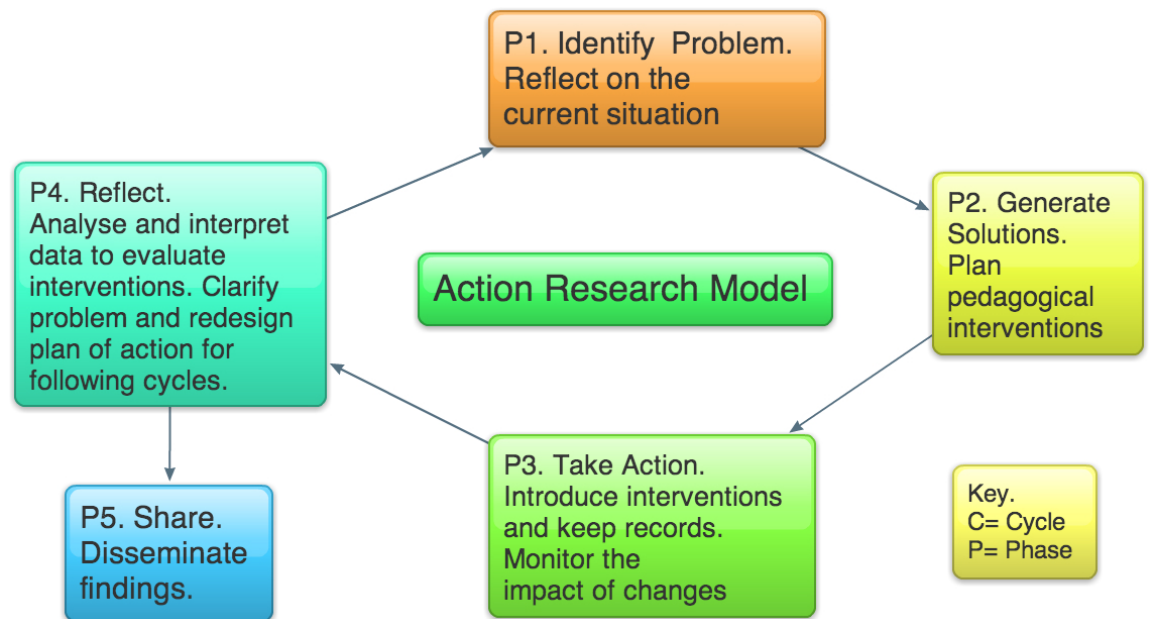 P1. Identify Problem.
Reflect on the
current situation
P2. Generate
Solutions.
Plan
pedagogical
interventions
P3. Take Action.
Introduce interventions
and keep records.
Monitor the
impact of changes
P4. Reflect.
Analyse and interpret
data to evaluate
interventions. Clarify
problem and redesign
plan of action for
following cycles.
P5. Share.
Disseminate
findings.
Action Research Model
Key.
C= Cycle
P= Phase